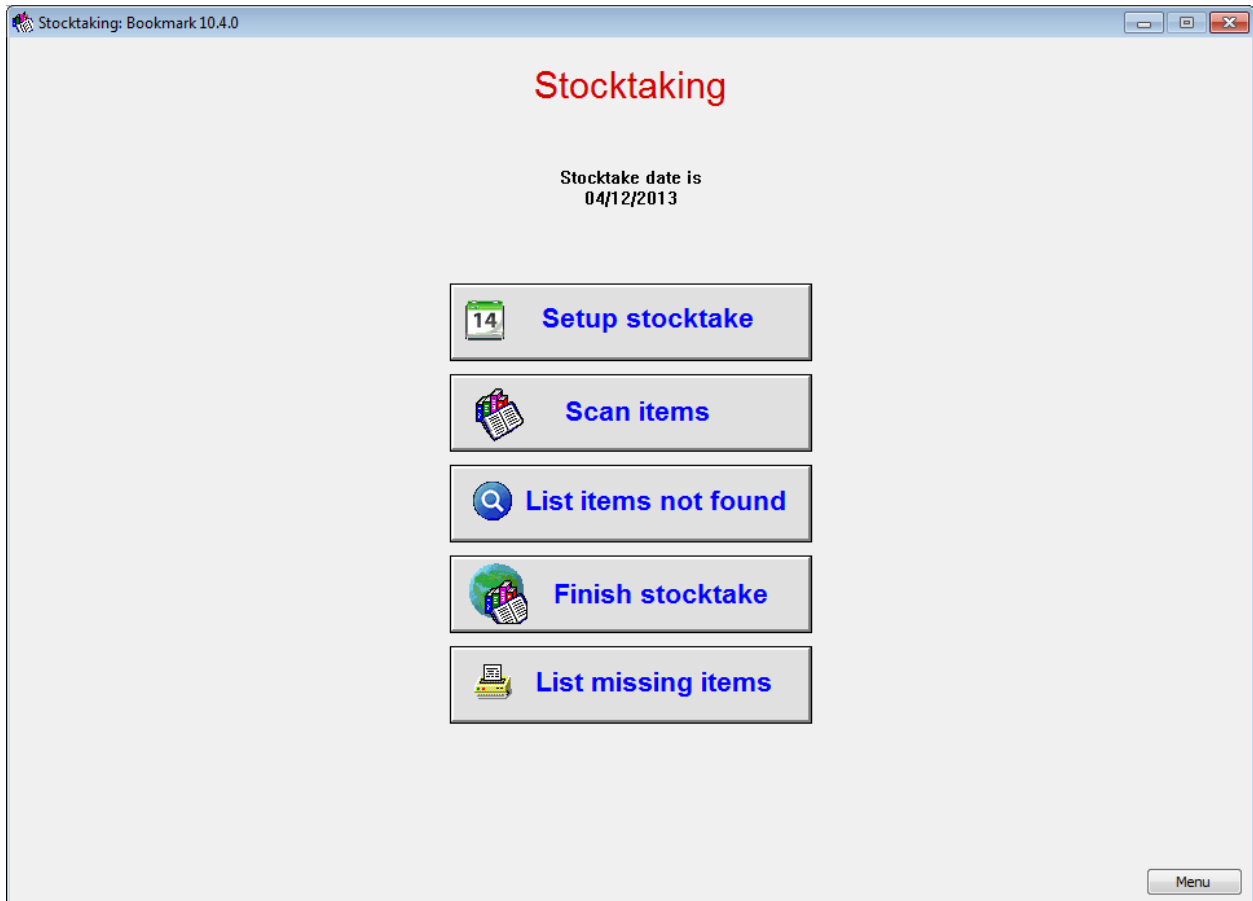 Stocktaking: Bookmark 10.4.0
Stocktaking
Stocktake date is
04/12/2013
14
Setup stocktake
Scan items
List items not found
Finish stocktake
List missing items
Menu